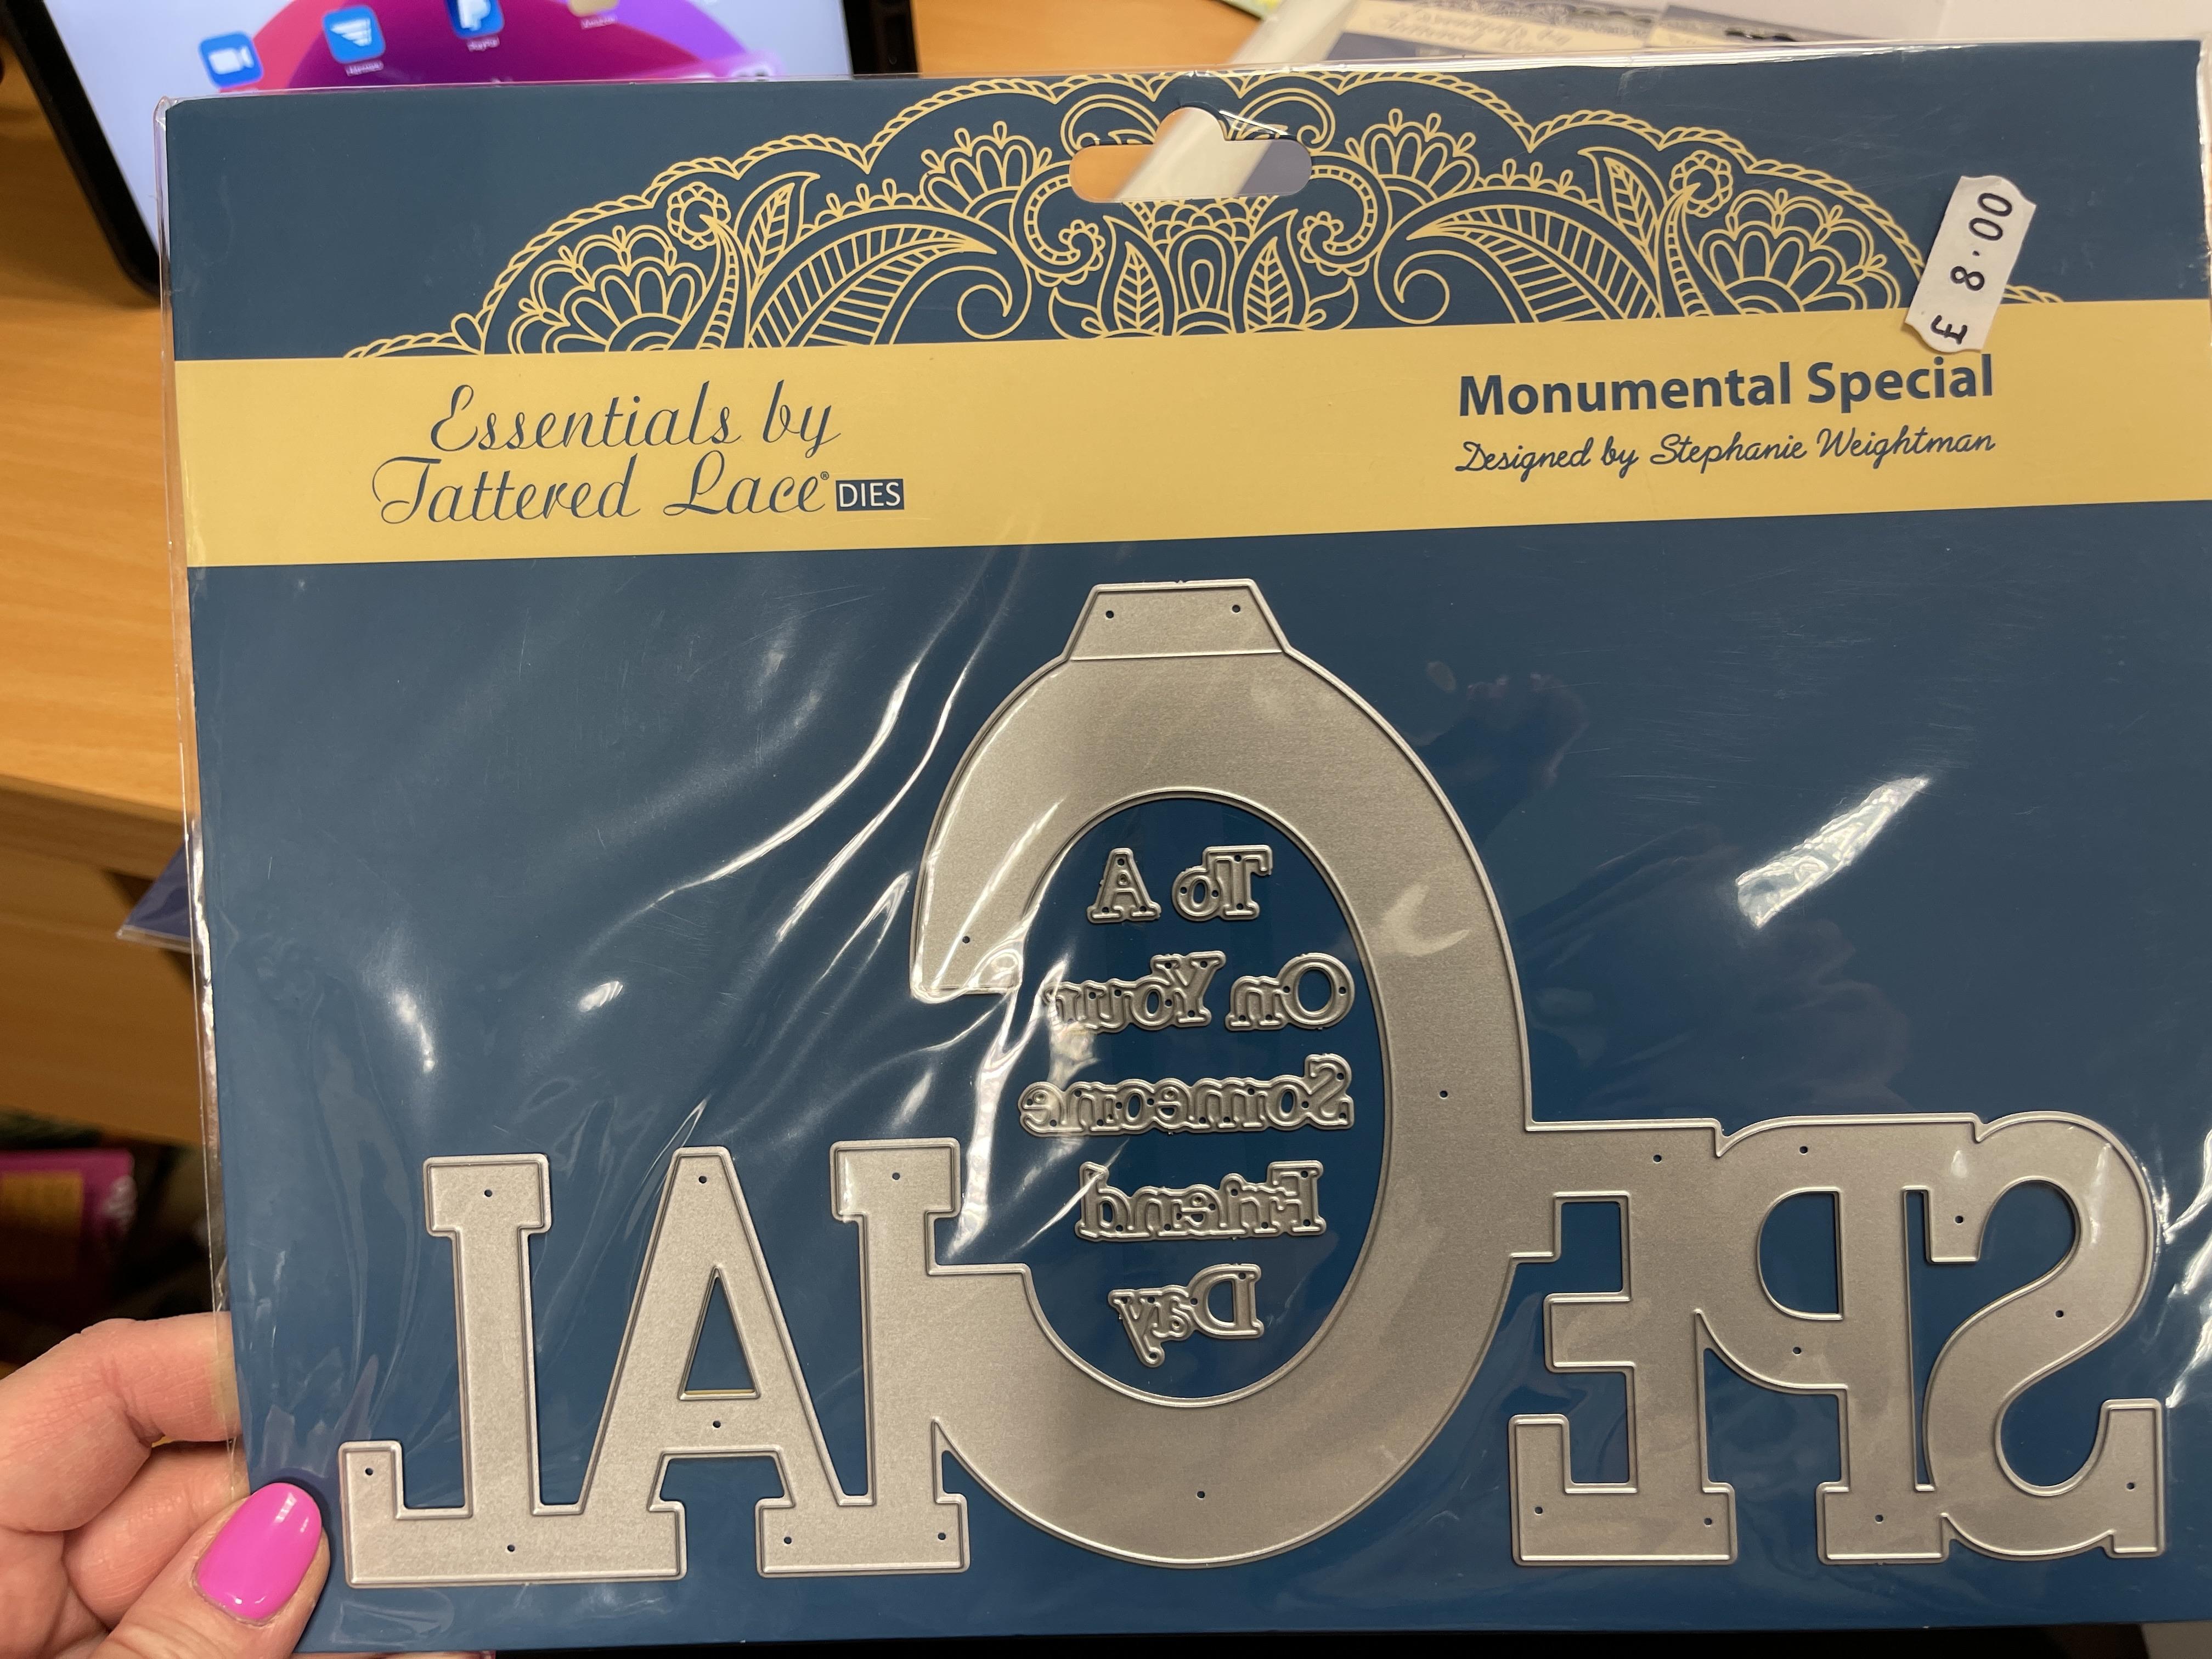 £ 8.00
Essentials by
Tattered Lace® DIES
Monumental Special
Designed by Stephanie Weightman
To A
On Your
Someone
Friend
Day
SPECIAL